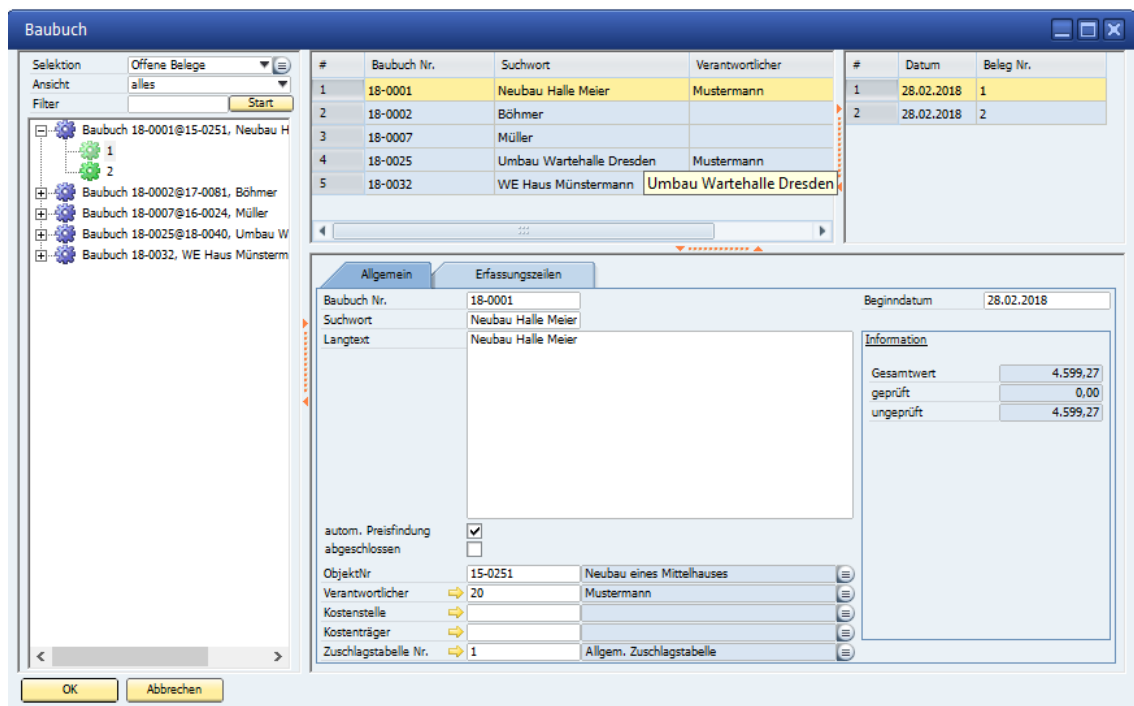 Baubuch
Selektion Offene Belege
Ansicht alles
Filter Start
Baubuch 18-0001@15-0251, Neubau H
1
2
Baubuch 18-0002@17-0081, Böhmer
Baubuch 18-0007@16-0024, Müller
Baubuch 18-0025@18-0040, Umbau W
Baubuch 18-0032, WE Haus Münsterm
# Baubuch Nr. Suchwort Verantwortlicher
1 18-0001 Neubau Halle Meier Mustermann
2 18-0002 Böhmer
3 18-0007 Müller
4 18-0025 Umbau Wartehalle Dresden Mustermann
5 18-0032 WE Haus Münstermann
Umbau Wartehalle Dresden
# Datum Beleg Nr.
1 28.02.2018 1
2 28.02.2018 2
Allgemein Erfassungszeilen
Baubuch Nr. 18-0001 Beginndatum 28.02.2018
Suchwort Neubau Halle Meier
Langtext Neubau Halle Meier
Information
Gesamtwert 4.599,27
geprüft 0,00
ungeprüft 4.599,27
autom. Preisfindung
abgeschlossen
ObjektNr 15-0251 Neubau eines Mittelhauses
Verantwortlicher 20 Mustermann
Kostenstelle
Kostenträger
Zuschlagstabelle Nr. 1 Allgem. Zuschlagstabelle
OK Abbrechen